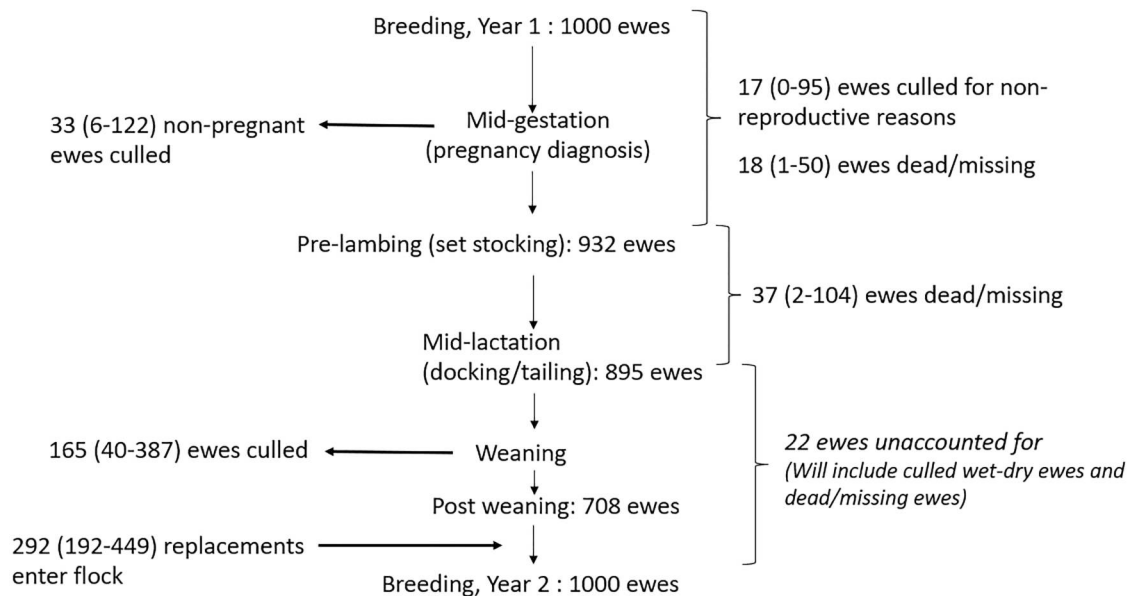 Breeding, Year 1 : 1000 ewes
17 (0-95) ewes culled for non-
reproductive reasons
18 (1-50) ewes dead/missing
33 (6-122) non-pregnant
ewes culled
Mid-gestation
(pregnancy diagnosis)
Pre-lambing (set stocking): 932 ewes
37 (2-104) ewes dead/missing
Mid-lactation
(docking/tailing): 895 ewes
22 ewes unaccounted for
(Will include culled wet-dry ewes and
dead/missing ewes)
165 (40-387) ewes culled
Weaning
Post weaning: 708 ewes
292 (192-449) replacements
enter flock
Breeding, Year 2 : 1000 ewes